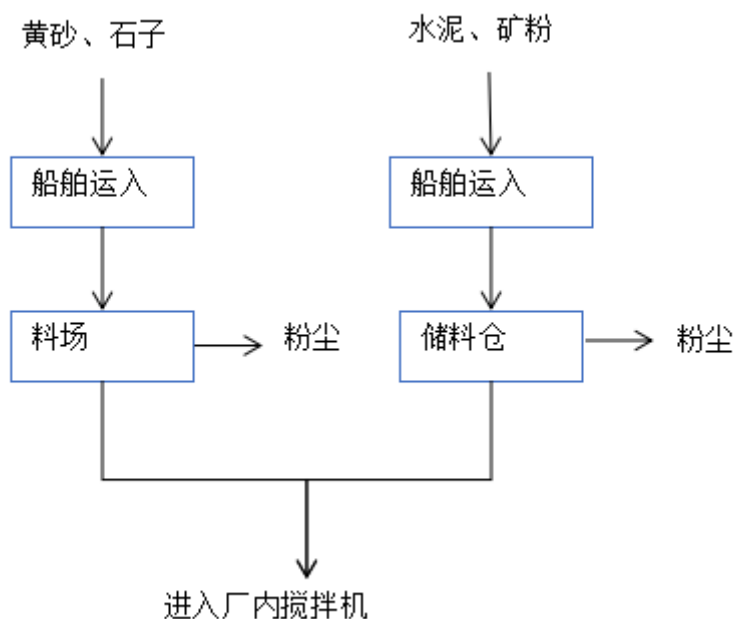 黄砂、石子
水泥、矿粉
船舶运入
船舶运入
料场
粉尘
储料仓
粉尘
进入厂内搅拌机